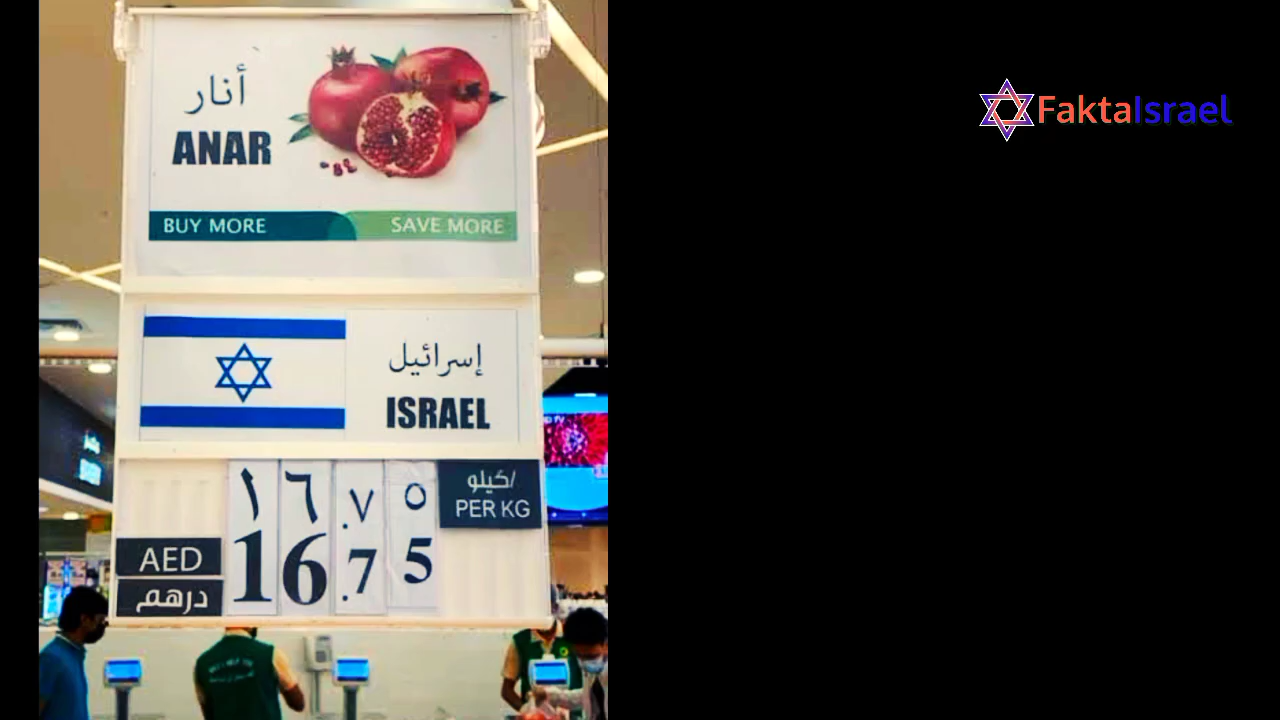 أنار
ANAR
BUY MORE SAVE MORE
إسرائيل
ISRAEL
١٦.٧٥
/كيلو
PER KG
AED 16.75
درهم
FaktaIsrael